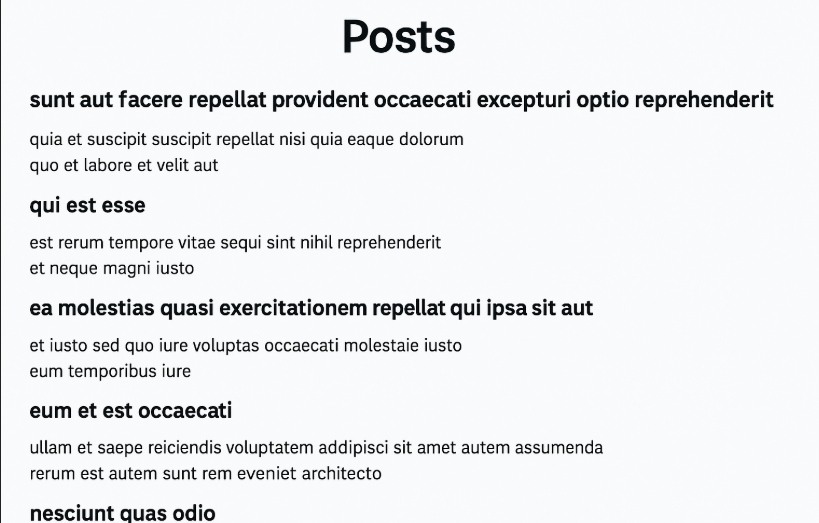 Posts
sunt aut facere repellat provident occaecati excepturi optio reprehenderit
quia et suscipit suscipit repellat nisi quia eaque dolorum
quo et labore et velit aut
qui est esse
est rerum tempore vitae sequi sint nihil reprehenderit
et neque magni iusto
ea molestias quasi exercitationem repellat qui ipsa sit aut
et iusto sed quo iure voluptas occaecati molestaie iusto
eum temporibus iure
eum et est occaecati
ullam et saepe reiciendis voluptatem addipisci sit amet autem assumenda
rerum est autem sunt rem eveniet architecto
nesciunt quas odio